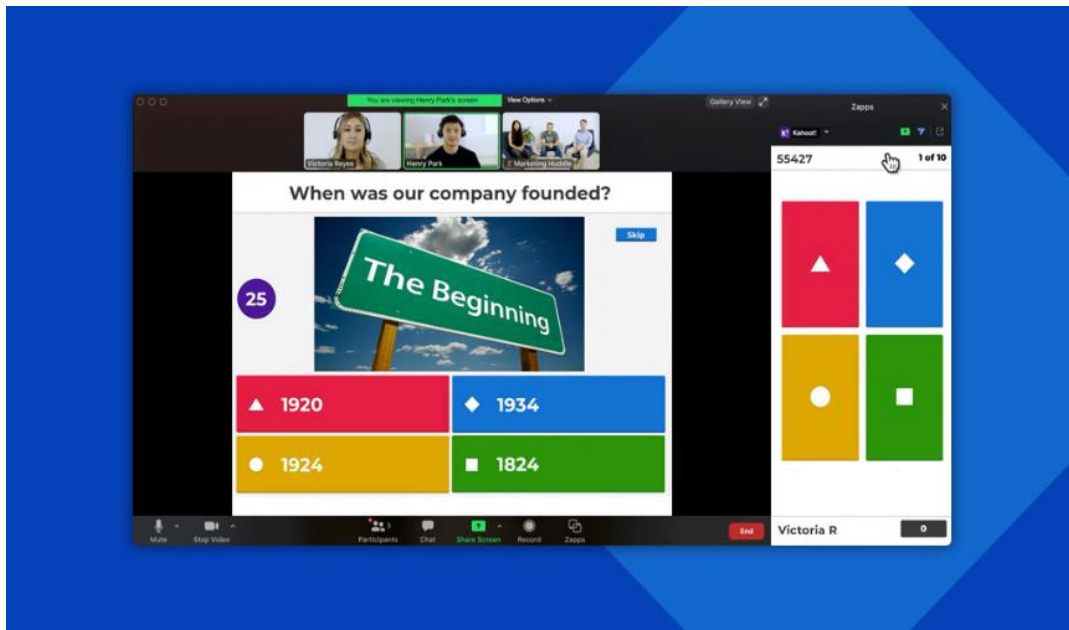 You are viewing Henry Park's screen
View Options
Gallery View
Zapps
Victoria Reyes
Henry Park
Marketing Huddle
K! Kahoot!
55427
1 of 10
When was our company founded?
Skip
25
The Beginning
1920
1934
1924
1824
Mute
Stop Video
Participants
3
Chat
Share Screen
Record
Zapps
End
Victoria R
0